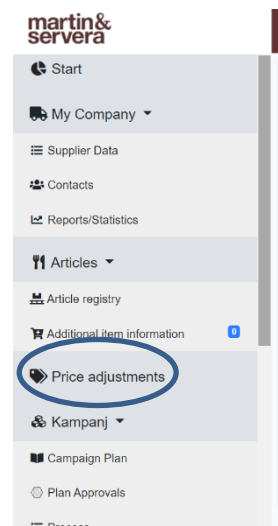 martin&
servera
Start
My Company
Supplier Data
Contacts
Reports/Statistics
Articles
Article registry
Additional item information 0
Price adjustments
Kampanj
Campaign Plan
Plan Approvals
Process